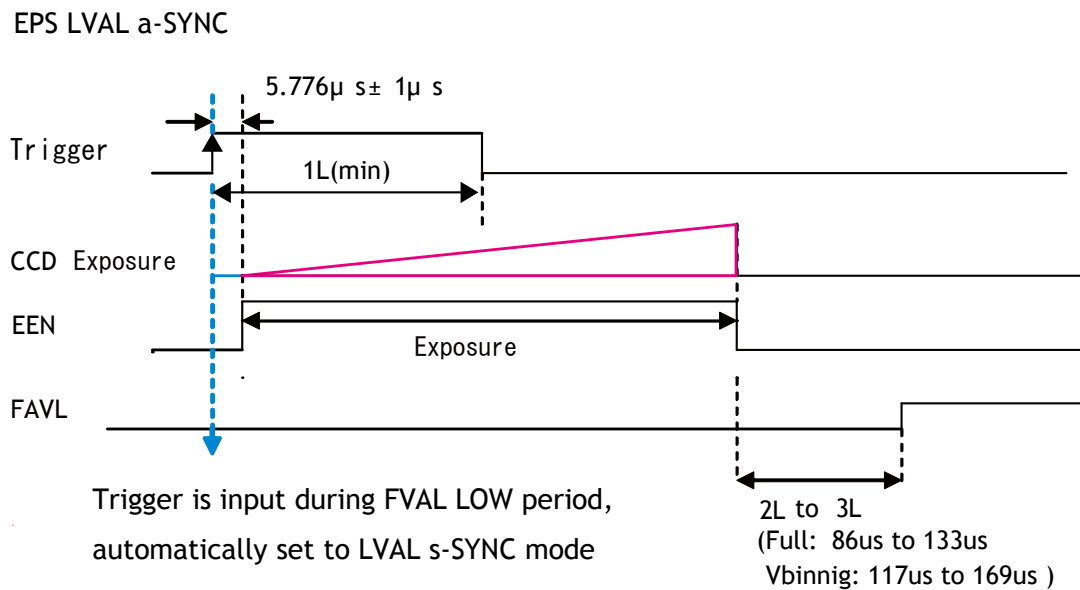 EPS LVAL a-SYNC
5.776μ s± 1μ s
Trigger
1L(min)
CCD Exposure
EEN
Exposure
FAVL
Trigger is input during FVAL LOW period,
automatically set to LVAL s-SYNC mode
2L to 3L
(Full: 86us to 133us
Vbinnig: 117us to 169us )